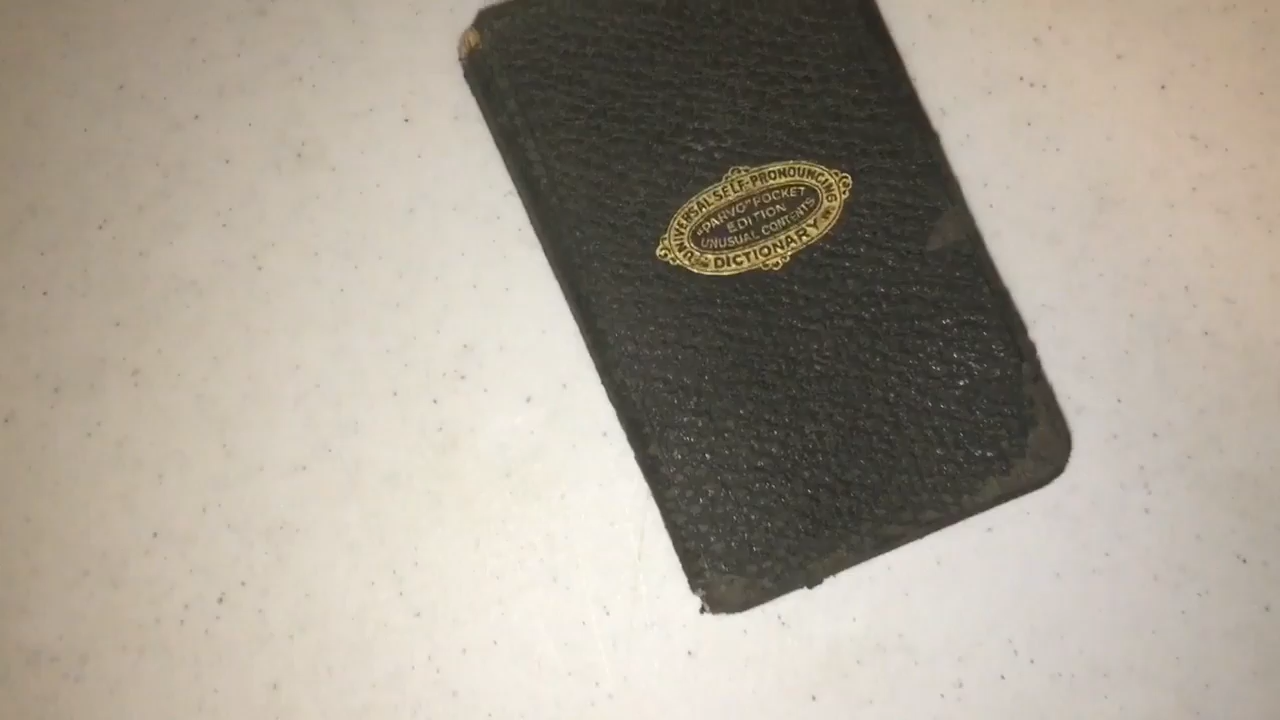 UNIVERSAL SELF-PRONOUNCING
"PARVO" POCKET
EDITION
UNUSUAL CONTENTS
DICTIONARY